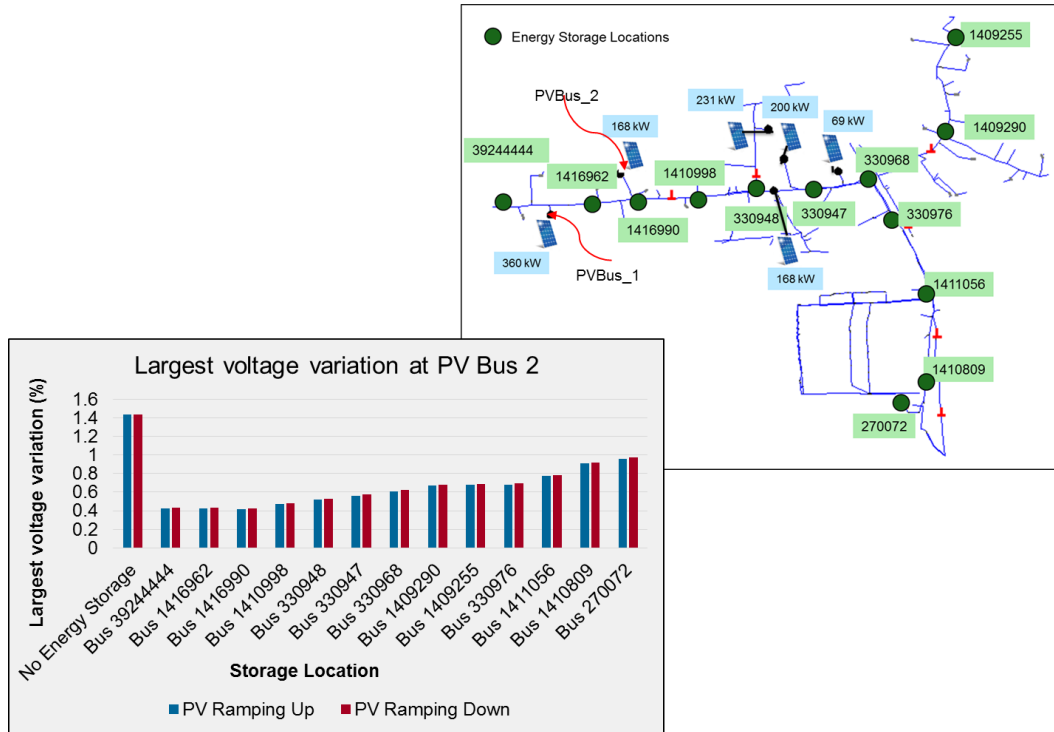 Energy Storage Locations
1409255
PVBus_2
231 kW
200 kW
168 kW
69 kW
1409290
39244444
1416962
1410998
330968
1416990
330948
330947
330976
360 kW
PVBus_1
168 kW
1411056
1410809
270072
Largest voltage variation at PV Bus 2
Largest voltage variation (%)
1.6
1.4
1.2
1
0.8
0.6
0.4
0.2
0
No Energy Storage
Bus 39244444
Bus 1416962
Bus 1416990
Bus 1410998
Bus 330948
Bus 330947
Bus 330968
Bus 1409290
Bus 1409255
Bus 330976
Bus 1411056
Bus 1410809
Bus 270072
Storage Location
PV Ramping Up
PV Ramping Down